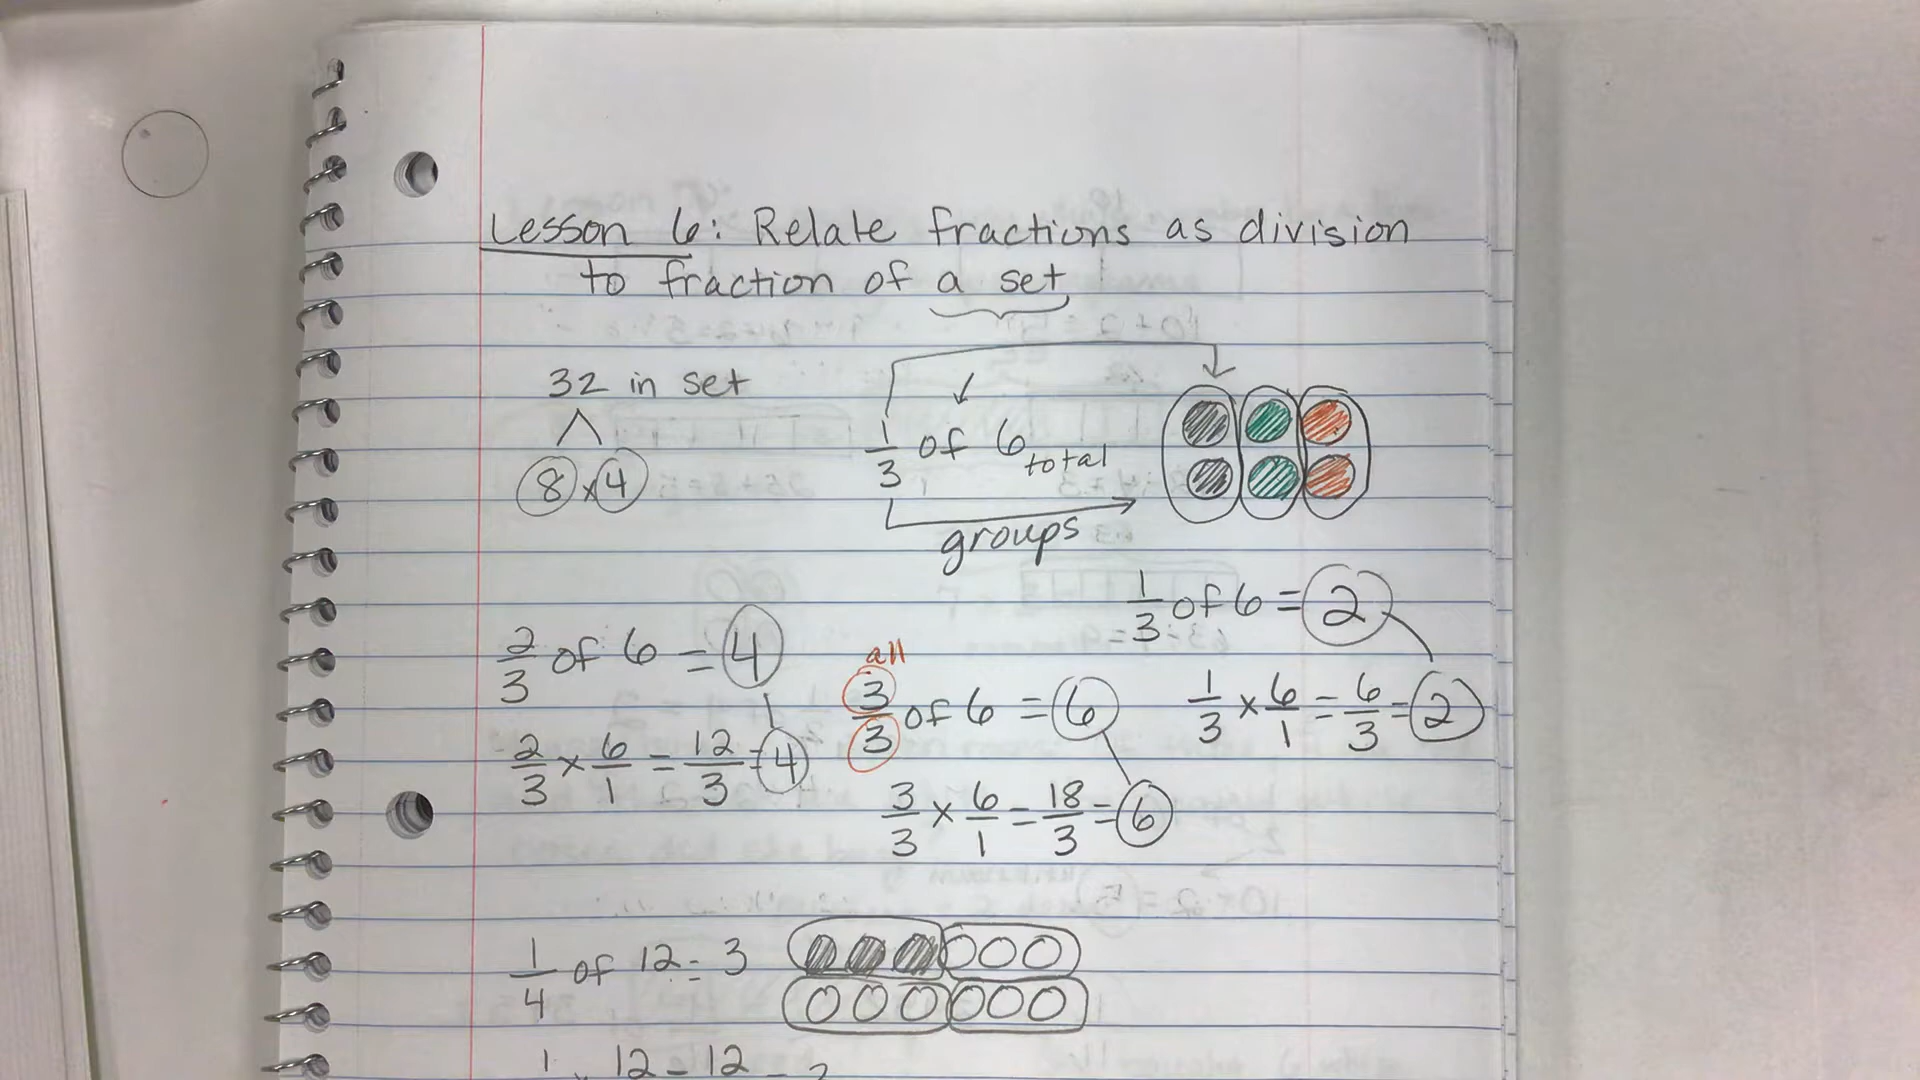 Lesson 6: Relate fractions as division
to fraction of a set
32 in set
8 x 4
1/3 of 6 total
groups
1/3 of 6 = 2
2/3 of 6 = 4
all
3/3 of 6 = 6
1/3 x 6/1 = 6/3 = 2
2/3 x 6/1 = 12/3 = 4
3/3 x 6/1 = 18/3 = 6
1/4 of 12 = 3
1 x 12 = 12 =